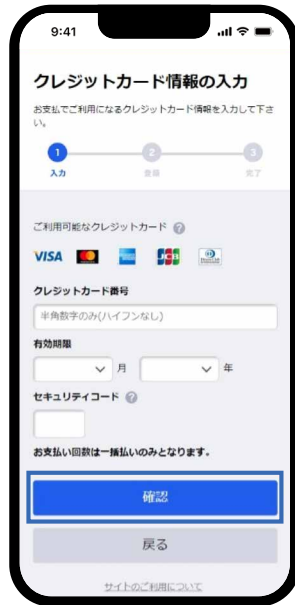 9:41
クレジットカード情報の入力
お支払でご利用になるクレジットカード情報を入力して下さ
い。
1 2 3
入力 登録 完了
ご利用可能なクレジットカード ?
VISA JCB
クレジットカード番号
半角数字のみ(ハイフンなし)
有効期限
月 年
セキュリティコード ?
お支払い回数は一括払いのみとなります。
確認
戻る
サイトのご利用について